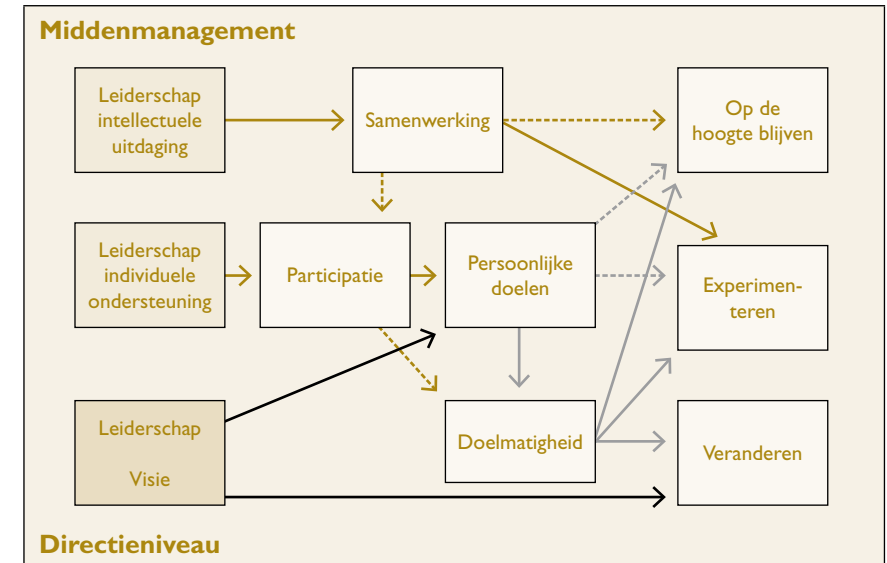 Middenmanagement
Leiderschap
intellectuele
uitdaging
Samenwerking
Op de
hoogte blijven
Leiderschap
individuele
ondersteuning
Participatie
Persoonlijke
doelen
Experimen-
teren
Leiderschap
Visie
Doelmatigheid
Veranderen
Directieniveau